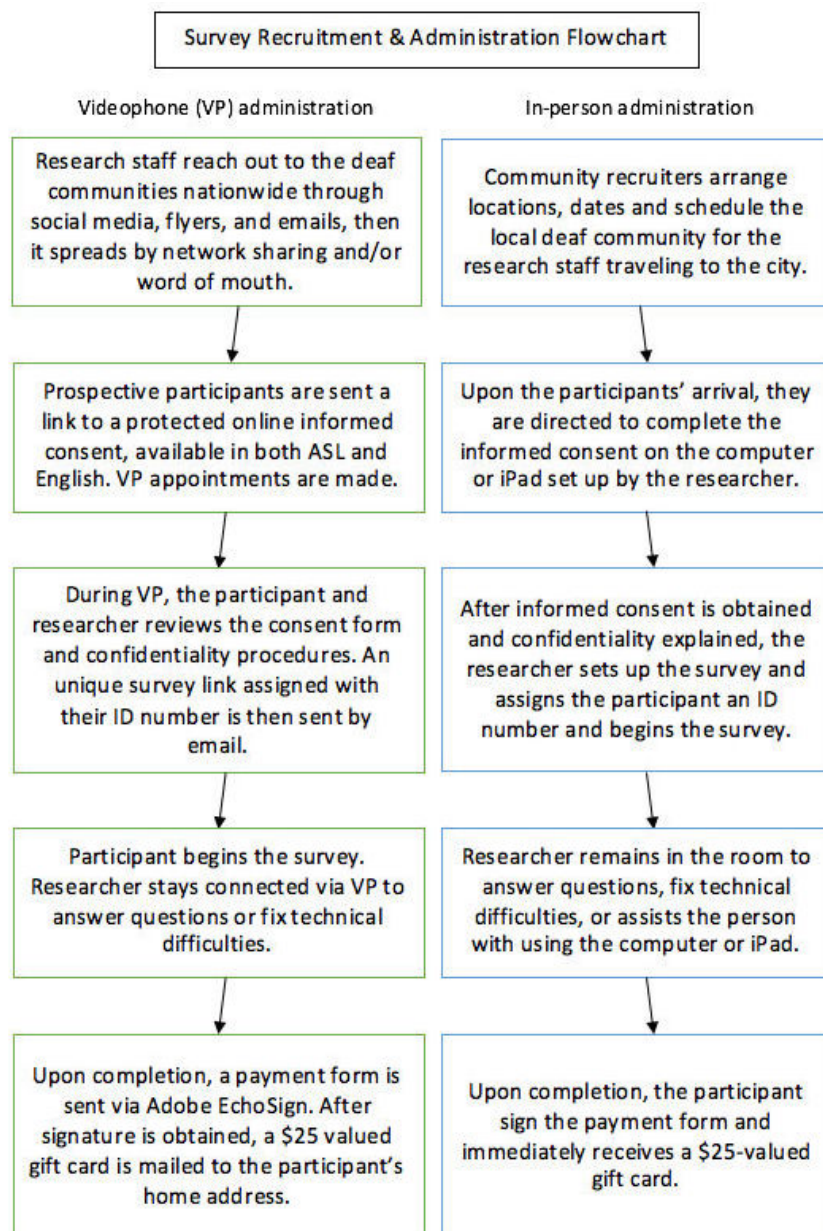 Survey Recruitment & Administration Flowchart
Videophone (VP) administration
Research staff reach out to the deaf
communities nationwide through
social media, flyers, and emails, then
it spreads by network sharing and/or
word of mouth.
Prospective participants are sent a
link to a protected online informed
consent, available in both ASL and
English. VP appointments are made.
During VP, the participant and
researcher reviews the consent form
and confidentiality procedures. An
unique survey link assigned with
their ID number is then sent by
email.
Participant begins the survey.
Researcher stays connected via VP to
answer questions or fix technical
difficulties.
Upon completion, a payment form is
sent via Adobe EchoSign. After
signature is obtained, a $25 valued
gift card is mailed to the participant's
home address.
In-person administration
Community recruiters arrange
locations, dates and schedule the
local deaf community for the
research staff traveling to the city.
Upon the participants' arrival, they
are directed to complete the
informed consent on the computer
or iPad set up by the researcher.
After informed consent is obtained
and confidentiality explained, the
researcher sets up the survey and
assigns the participant an ID
number and begins the survey.
Researcher remains in the room to
answer questions, fix technical
difficulties, or assists the person
with using the computer or iPad.
Upon completion, the participant
sign the payment form and
immediately receives a $25-valued
gift card.